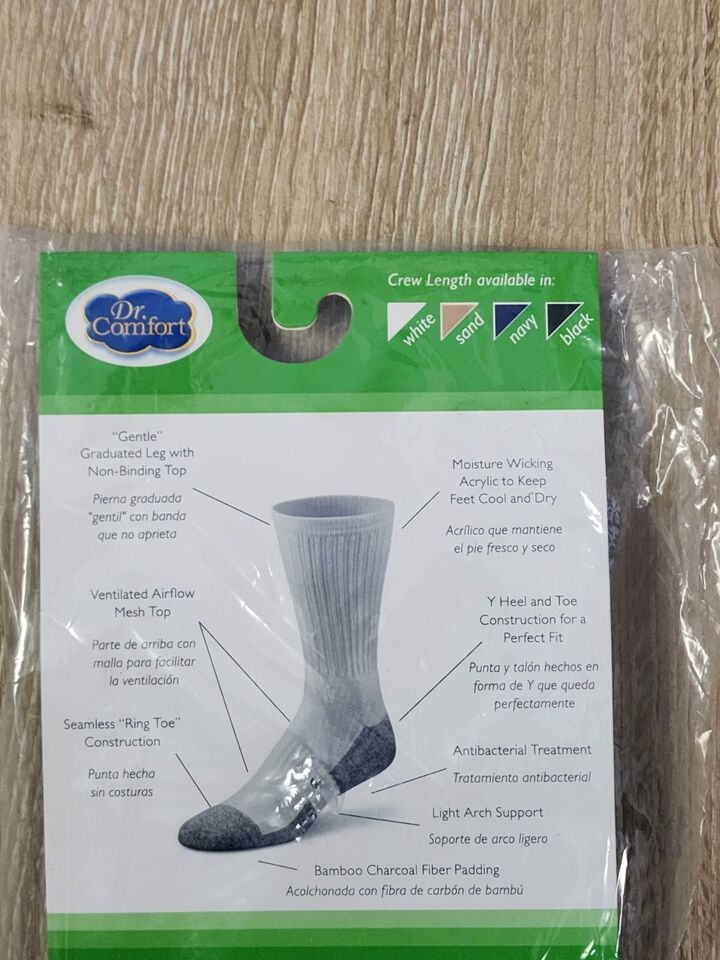 Dr.
Comfort
Crew Length available in:
white
sand
navy
black
"Gentle"
Graduated Leg with
Non-Binding Top
Pierna graduada
"gentil" con banda
que no aprieta
Moisture Wicking
Acrylic to Keep
Feet Cool and Dry
Acrílico que mantiene
el pie fresco y seco
Ventilated Airflow
Mesh Top
Parte de arriba con
malla para facilitar
la ventilación
Y Heel and Toe
Construction for a
Perfect Fit
Punta y talón hechos en
forma de Y que queda
perfectamente
Seamless "Ring Toe"
Construction
Punta hecha
sin costuras
Antibacterial Treatment
Tratamiento antibacterial
Light Arch Support
Soporte de arco ligero
Bamboo Charcoal Fiber Padding
Acolchonada con fibra de carbón de bambú